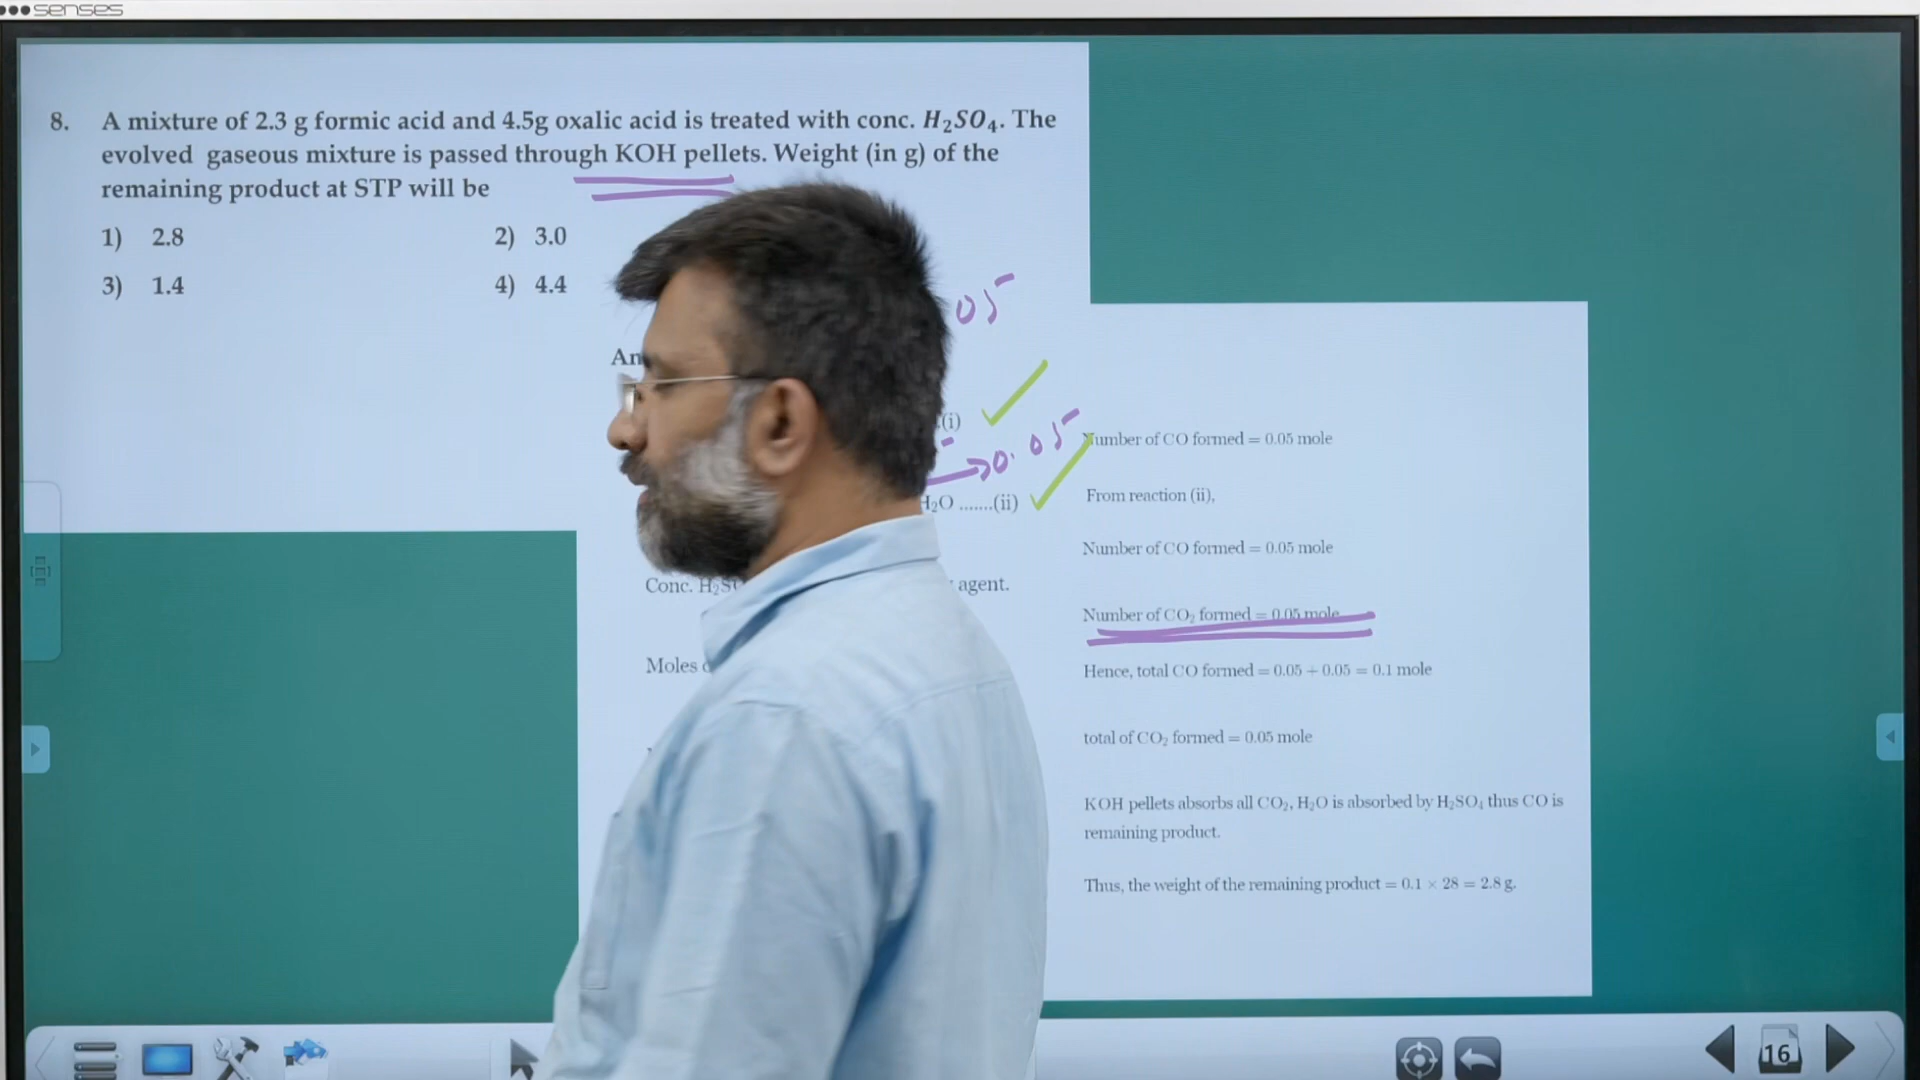 senses
8. A mixture of 2.3 g formic acid and 4.5g oxalic acid is treated with conc. H₂SO₄. The
evolved gaseous mixture is passed through KOH pellets. Weight (in g) of the
remaining product at STP will be
1) 2.8 2) 3.0
3) 1.4 4) 4.4
05
(i)
0.05
H₂O .......(ii)
Conc. agent.
Moles
Number of CO formed = 0.05 mole
From reaction (ii),
Number of CO formed = 0.05 mole
Number of CO₂ formed = 0.05 mole
Hence, total CO formed = 0.05 + 0.05 = 0.1 mole
total of CO₂ formed = 0.05 mole
KOH pellets absorbs all CO₂, H₂O is absorbed by H₂SO₄ thus CO is
remaining product.
Thus, the weight of the remaining product = 0.1 × 28 = 2.8 g.
16